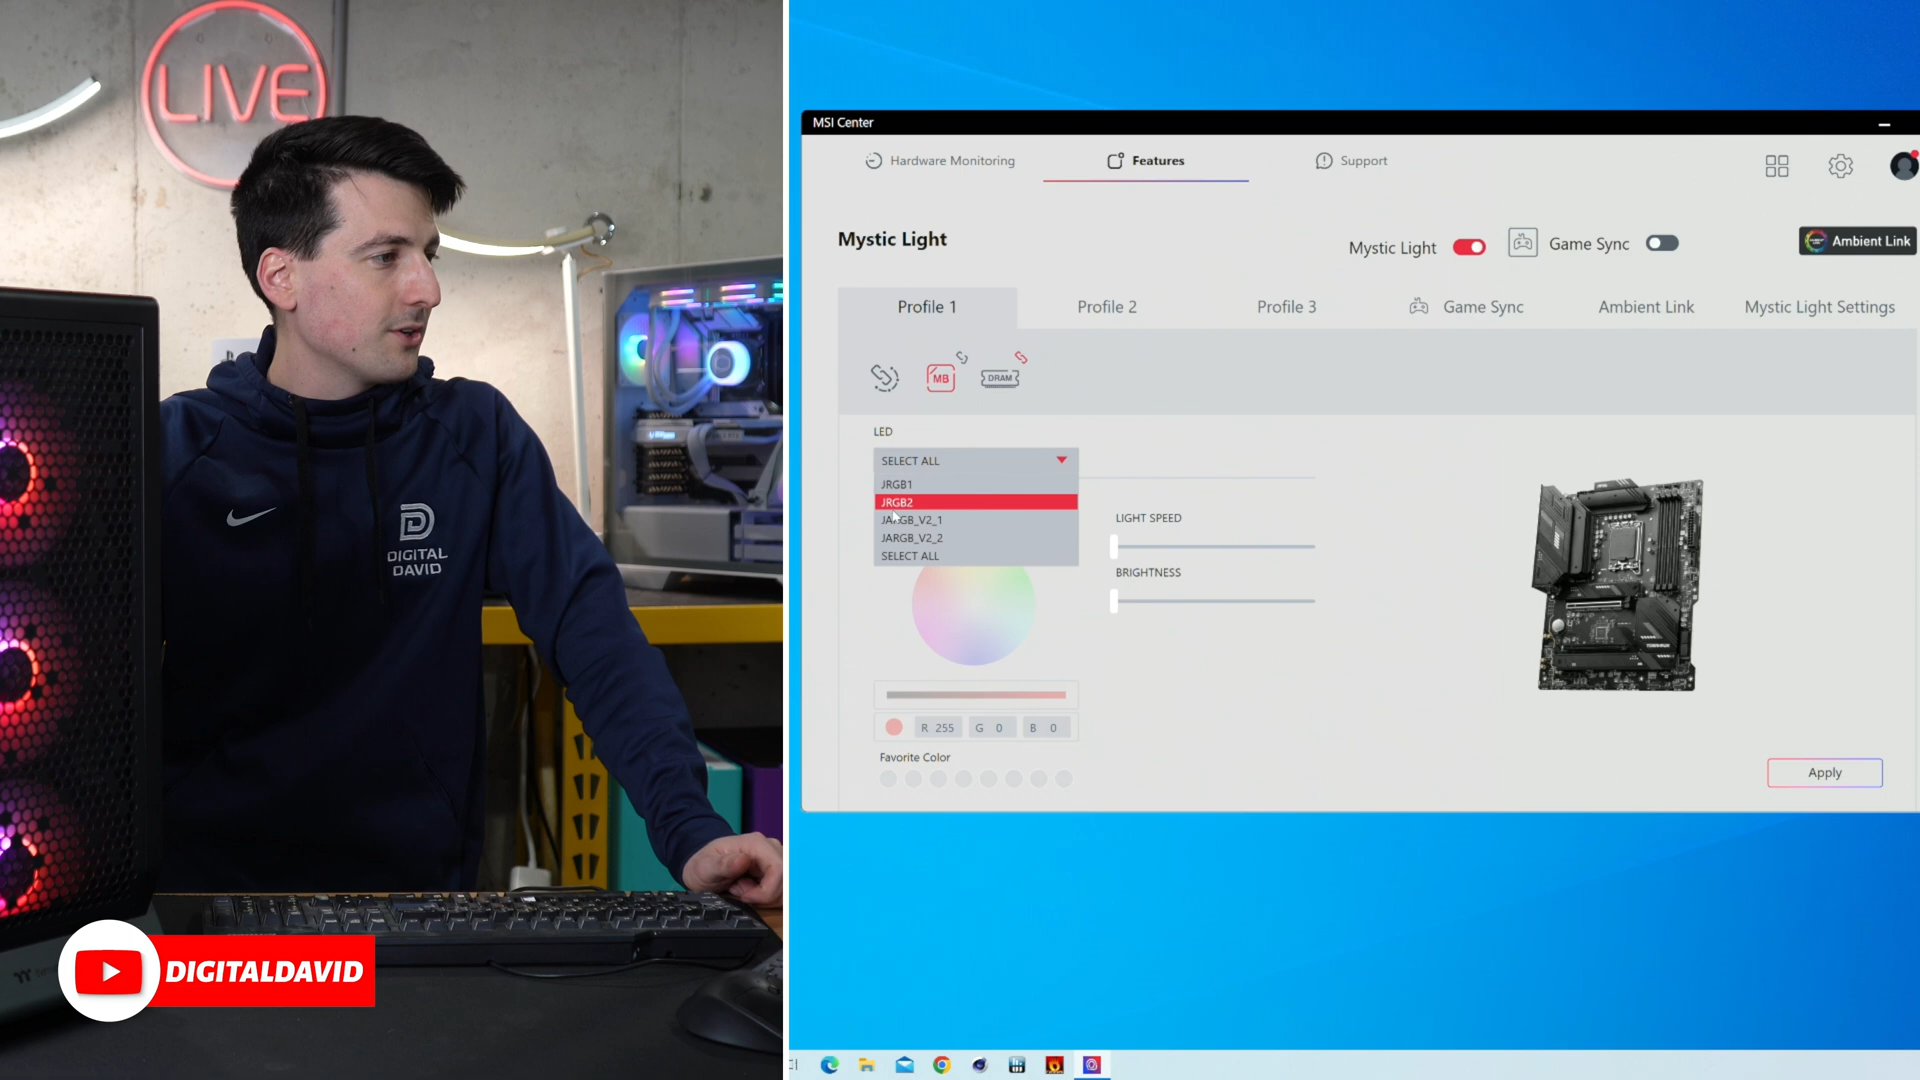 LIVE
DIGITAL
DAVID
DIGITALDAVID
MSI Center
Hardware Monitoring
Features
Support
Mystic Light
Mystic Light
Game Sync
Ambient Link
Profile 1
Profile 2
Profile 3
Game Sync
Ambient Link
Mystic Light Settings
MB
DRAM
LED
SELECT ALL
JRGB1
JRGB2
JARGB_V2_1
JARGB_V2_2
SELECT ALL
LIGHT SPEED
BRIGHTNESS
R 255
G 0
B 0
Favorite Color
Apply